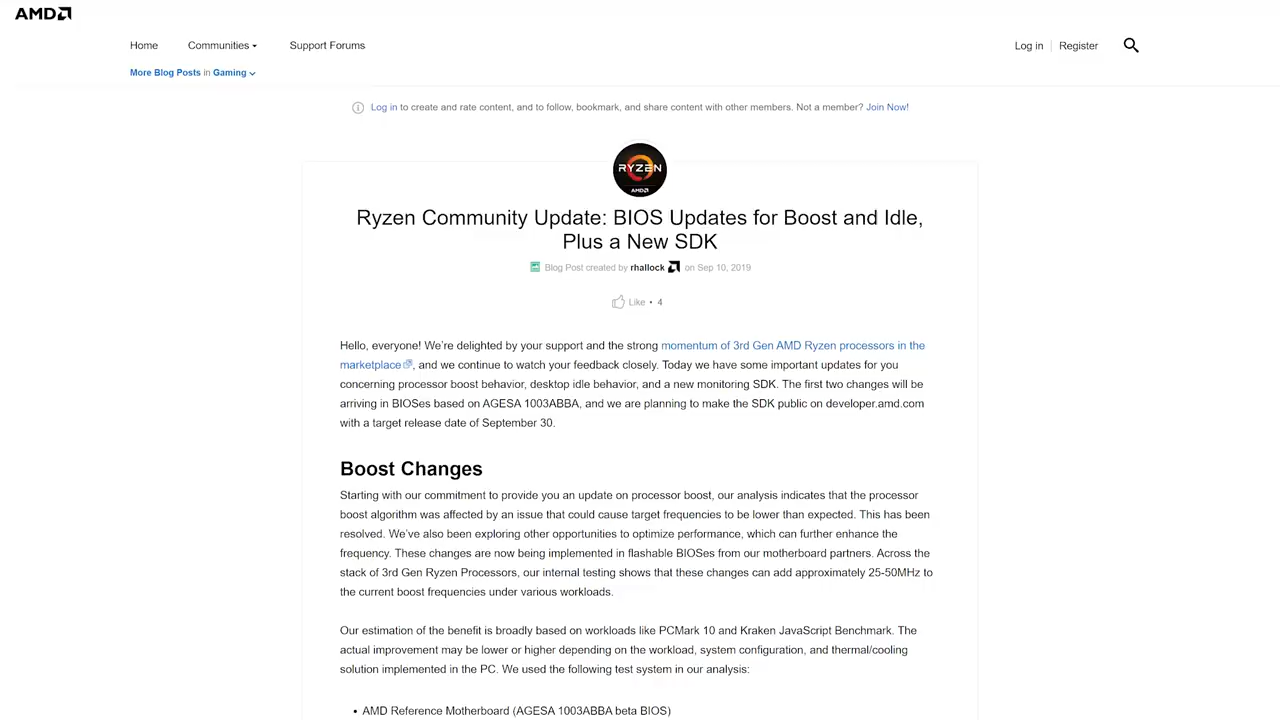 AMD
Home Communities Support Forums Log in Register
More Blog Posts in Gaming
Log in to create and rate content, and to follow, bookmark, and share content with other members. Not a member? Join Now!
RYZEN
AMD
Ryzen Community Update: BIOS Updates for Boost and Idle,
Plus a New SDK
Blog Post created by rhallock on Sep 10, 2019
Like • 4
Hello, everyone! We're delighted by your support and the strong momentum of 3rd Gen AMD Ryzen processors in the
marketplace, and we continue to watch your feedback closely. Today we have some important updates for you
concerning processor boost behavior, desktop idle behavior, and a new monitoring SDK. The first two changes will be
arriving in BIOSes based on AGESA 1003ABBA, and we are planning to make the SDK public on developer.amd.com
with a target release date of September 30.
Boost Changes
Starting with our commitment to provide you an update on processor boost, our analysis indicates that the processor
boost algorithm was affected by an issue that could cause target frequencies to be lower than expected. This has been
resolved. We've also been exploring other opportunities to optimize performance, which can further enhance the
frequency. These changes are now being implemented in flashable BIOSes from our motherboard partners. Across the
stack of 3rd Gen Ryzen Processors, our internal testing shows that these changes can add approximately 25-50MHz to
the current boost frequencies under various workloads.
Our estimation of the benefit is broadly based on workloads like PCMark 10 and Kraken JavaScript Benchmark. The
actual improvement may be lower or higher depending on the workload, system configuration, and thermal/cooling
solution implemented in the PC. We used the following test system in our analysis:
• AMD Reference Motherboard (AGESA 1003ABBA beta BIOS)